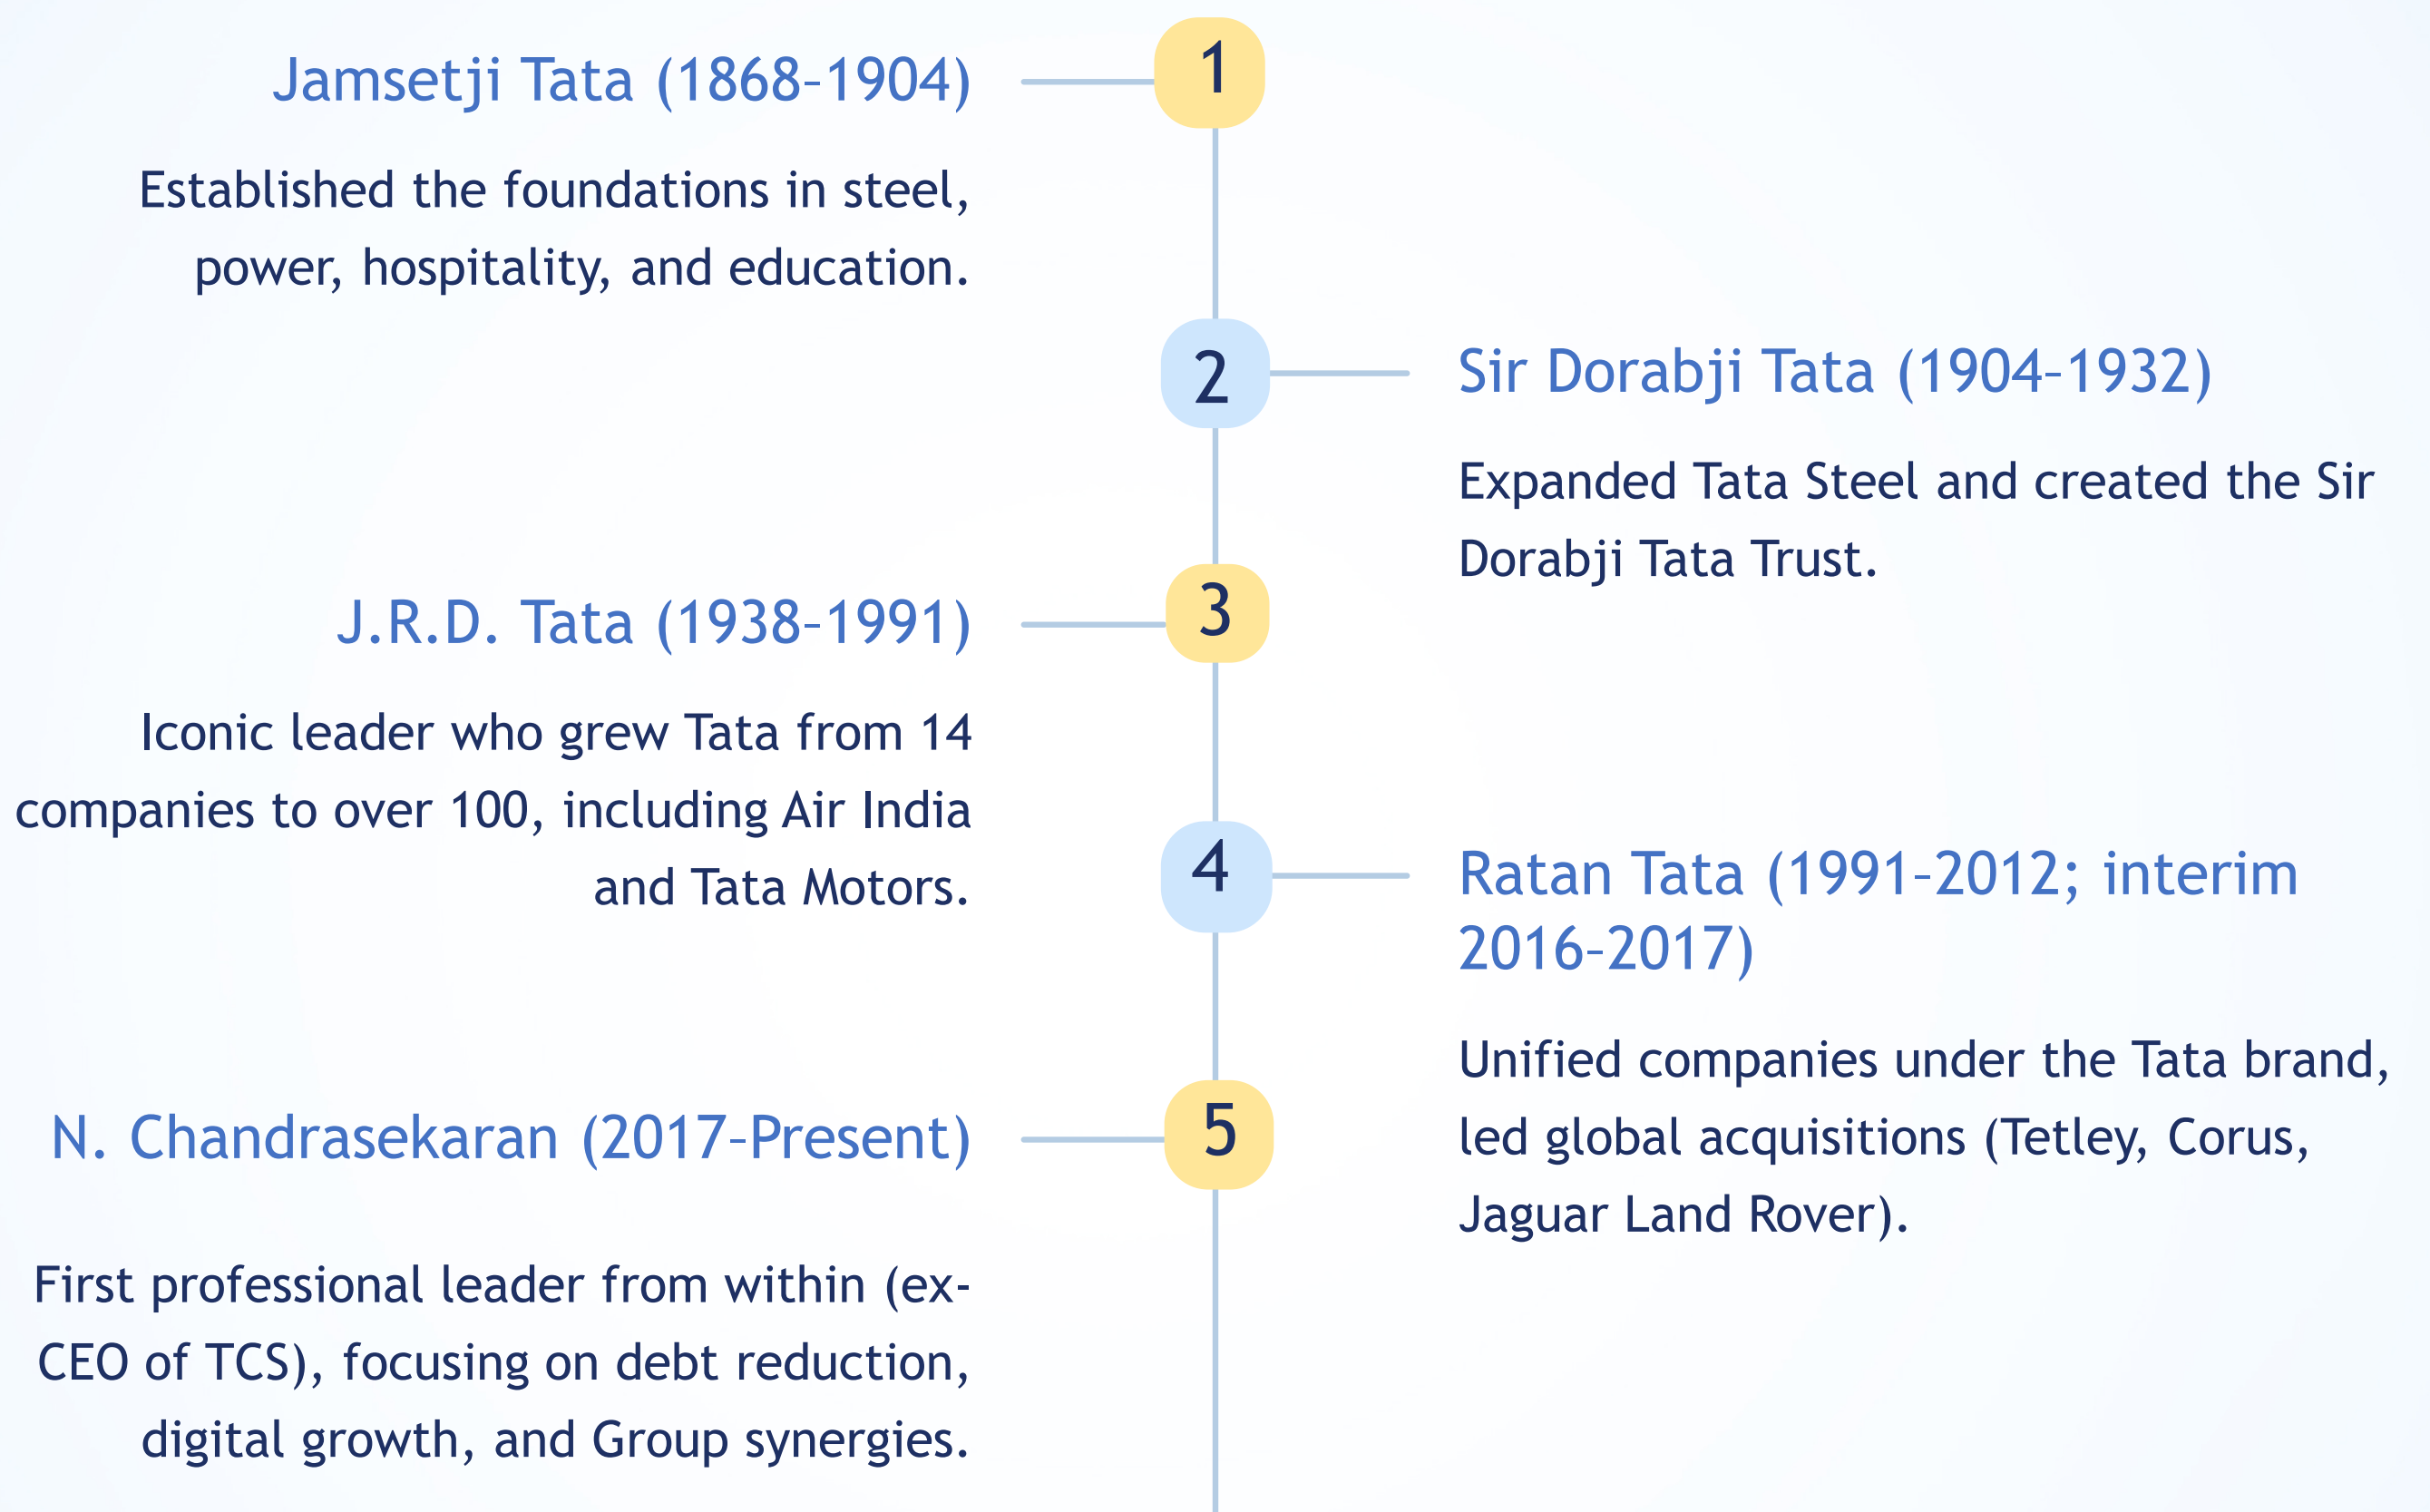 1
Jamsetji Tata (1868–1904)
Established the foundations in steel,
power, hospitality, and education.
2
Sir Dorabji Tata (1904–1932)
Expanded Tata Steel and created the Sir
Dorabji Tata Trust.
3
J.R.D. Tata (1938–1991)
Iconic leader who grew Tata from 14
companies to over 100, including Air India
and Tata Motors.
4
Ratan Tata (1991–2012; interim
2016–2017)
Unified companies under the Tata brand,
led global acquisitions (Tetley, Corus,
Jaguar Land Rover).
5
N. Chandrasekaran (2017–Present)
First professional leader from within (ex-
CEO of TCS), focusing on debt reduction,
digital growth, and Group synergies.